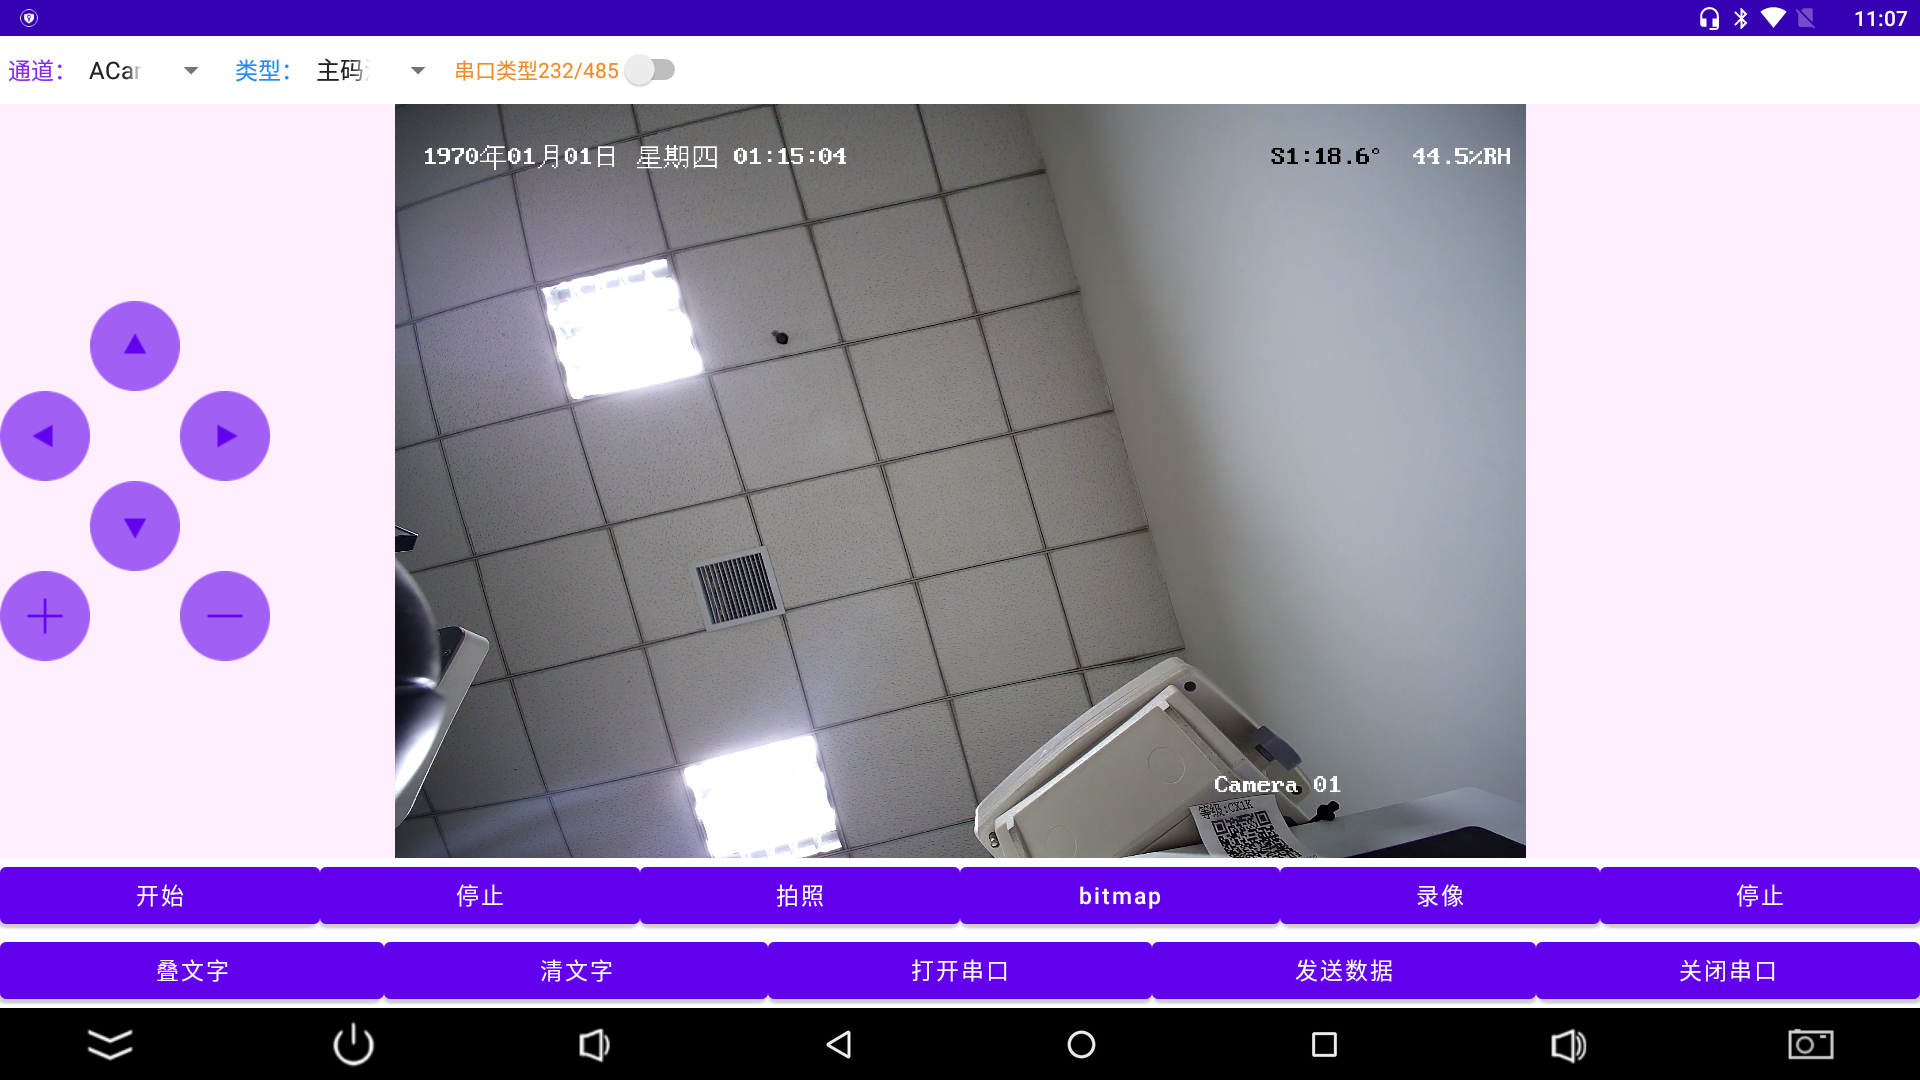 11:07
通道： ACar 类型： 主码 串口类型232/485
1970年01月01日 星期四 01:15:04 S1:18.6° 44.5%RH
Camera 01
等级:CX1K
开始 停止 拍照 bitmap 录像 停止
叠文字 清文字 打开串口 发送数据 关闭串口